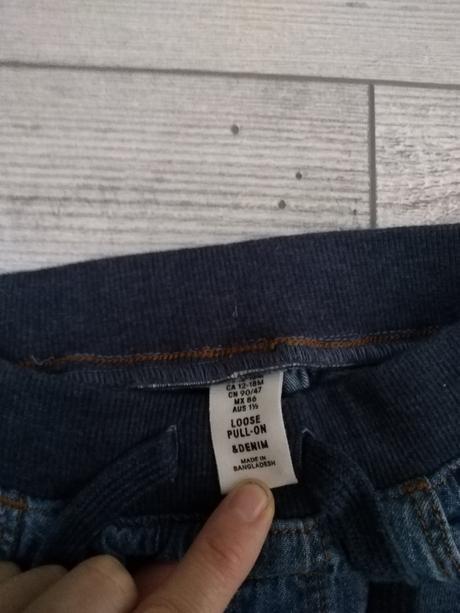 CA 12-18M
CN 90/47
MX 86
AUS 1½
LOOSE
PULL-ON
&DENIM
MADE IN
BANGLADESH